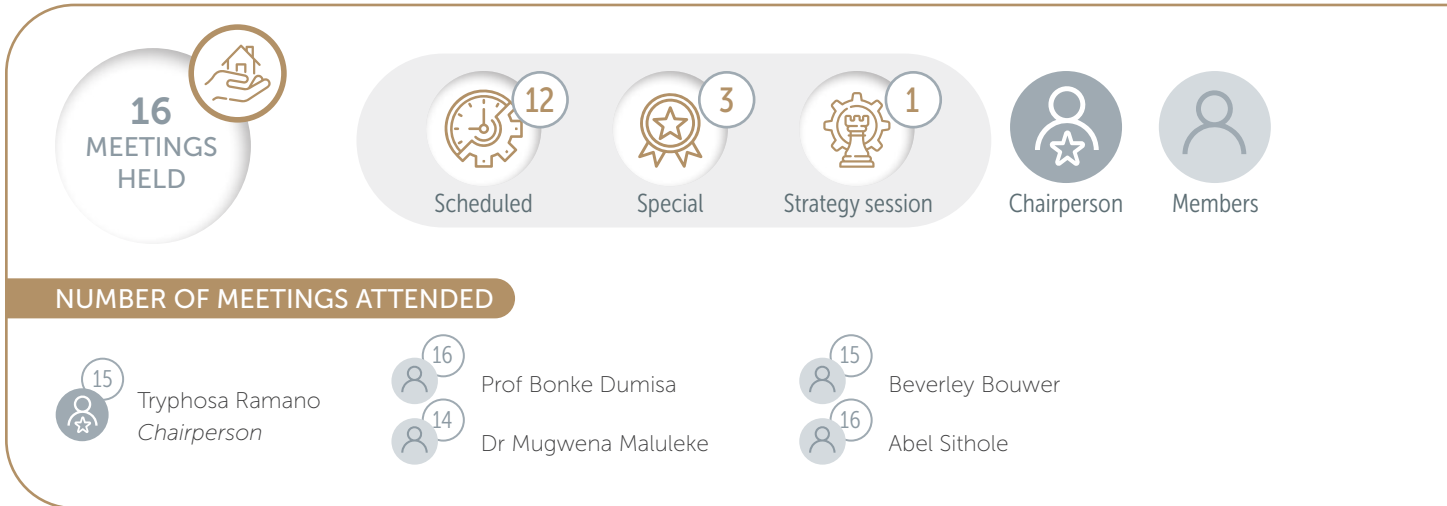 16
MEETINGS
HELD
12
Scheduled
3
Special
1
Strategy session
Chairperson
Members
NUMBER OF MEETINGS ATTENDED
15
Tryphosa Ramano
Chairperson
16
Prof Bonke Dumisa
14
Dr Mugwena Maluleke
15
Beverley Bouwer
16
Abel Sithole